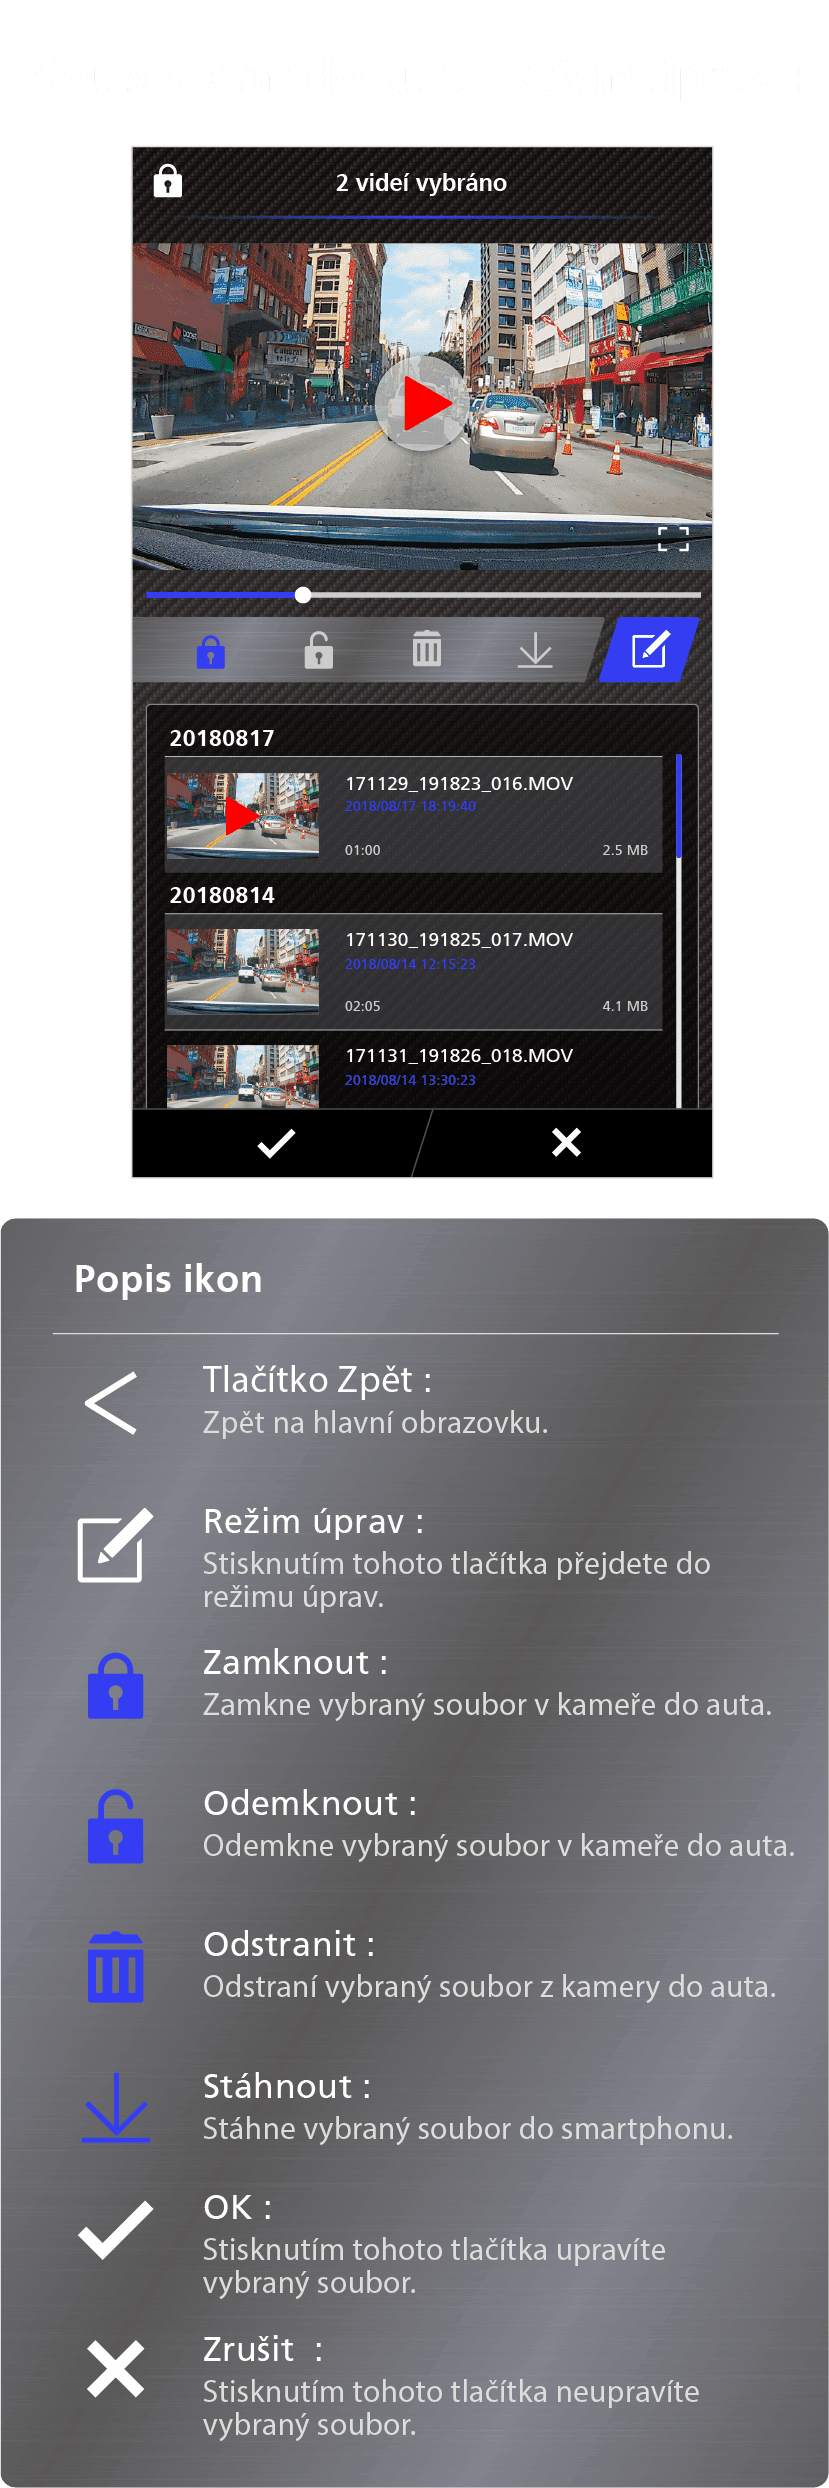 2 videí vybráno
20180817
171129_191823_016.MOV
2018/08/17 18:19:40
01:00
2.5 MB
20180814
171130_191825_017.MOV
2018/08/14 12:15:23
02:05
4.1 MB
171131_191826_018.MOV
2018/08/14 13:30:23
Popis ikon
Tlačítko Zpět :
Zpět na hlavní obrazovku.
Režim úprav :
Stisknutím tohoto tlačítka přejdete do
režimu úprav.
Zamknout :
Zamkne vybraný soubor v kameře do auta.
Odemknout :
Odemkne vybraný soubor v kameře do auta.
Odstranit :
Odstraní vybraný soubor z kamery do auta.
Stáhnout :
Stáhne vybraný soubor do smartphonu.
OK :
Stisknutím tohoto tlačítka upravíte
vybraný soubor.
Zrušit :
Stisknutím tohoto tlačítka neupravíte
vybraný soubor.